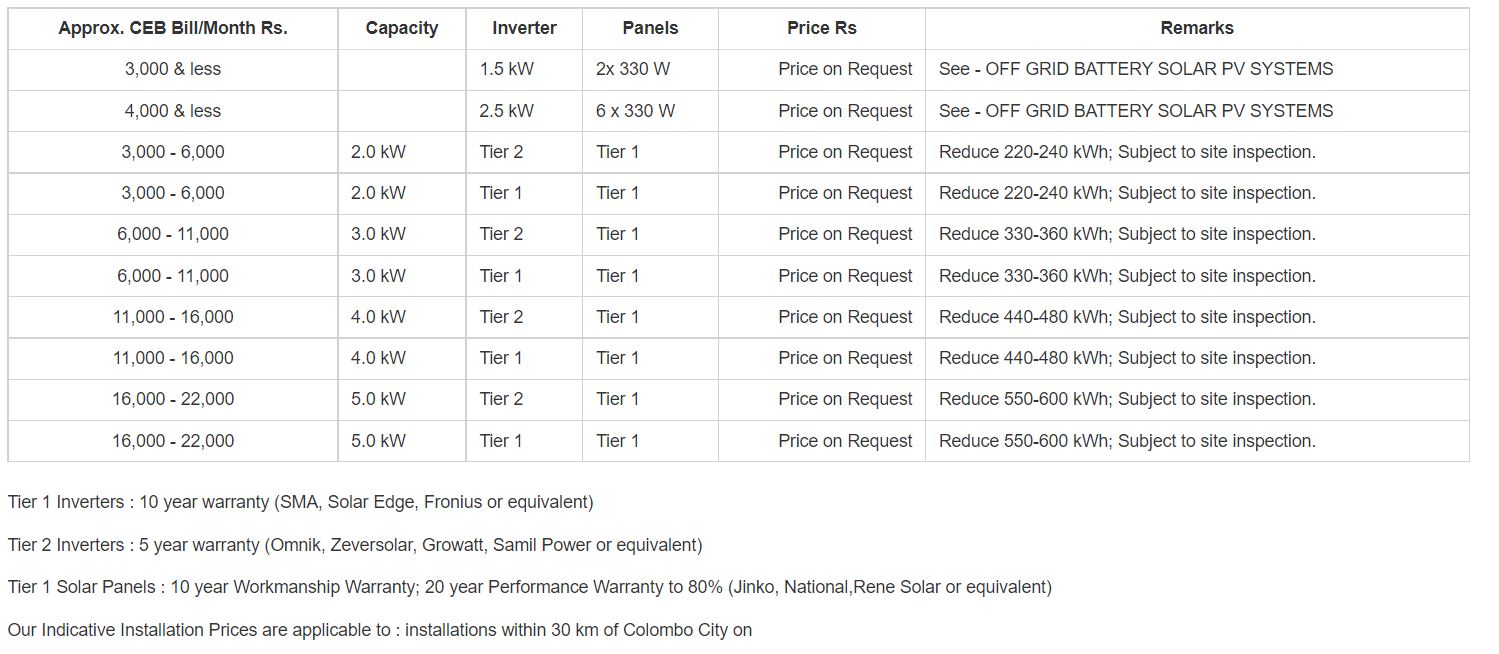 Approx. CEB Bill/Month Rs. Capacity Inverter Panels Price Rs Remarks
3,000 & less 1.5 kW 2x 330 W Price on Request See - OFF GRID BATTERY SOLAR PV SYSTEMS
4,000 & less 2.5 kW 6 x 330 W Price on Request See - OFF GRID BATTERY SOLAR PV SYSTEMS
3,000 - 6,000 2.0 kW Tier 2 Tier 1 Price on Request Reduce 220-240 kWh; Subject to site inspection.
3,000 - 6,000 2.0 kW Tier 1 Tier 1 Price on Request Reduce 220-240 kWh; Subject to site inspection.
6,000 - 11,000 3.0 kW Tier 2 Tier 1 Price on Request Reduce 330-360 kWh; Subject to site inspection.
6,000 - 11,000 3.0 kW Tier 1 Tier 1 Price on Request Reduce 330-360 kWh; Subject to site inspection.
11,000 - 16,000 4.0 kW Tier 2 Tier 1 Price on Request Reduce 440-480 kWh; Subject to site inspection.
11,000 - 16,000 4.0 kW Tier 1 Tier 1 Price on Request Reduce 440-480 kWh; Subject to site inspection.
16,000 - 22,000 5.0 kW Tier 2 Tier 1 Price on Request Reduce 550-600 kWh; Subject to site inspection.
16,000 - 22,000 5.0 kW Tier 1 Tier 1 Price on Request Reduce 550-600 kWh; Subject to site inspection.
Tier 1 Inverters : 10 year warranty (SMA, Solar Edge, Fronius or equivalent)
Tier 2 Inverters : 5 year warranty (Omnik, Zeversolar, Growatt, Samil Power or equivalent)
Tier 1 Solar Panels : 10 year Workmanship Warranty; 20 year Performance Warranty to 80% (Jinko, National,Rene Solar or equivalent)
Our Indicative Installation Prices are applicable to : installations within 30 km of Colombo City on